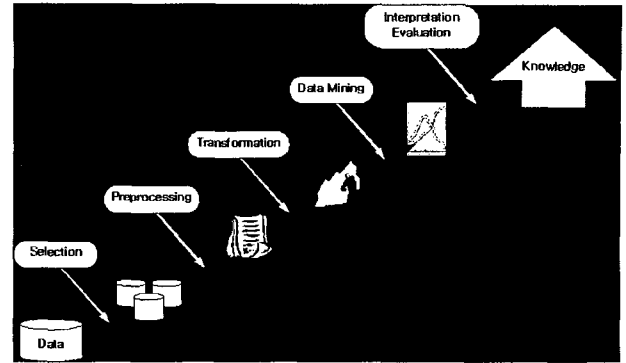 Interpretation
Evaluation
Knowledge
Data Mining
Transformation
Preprocessing
Selection
Data